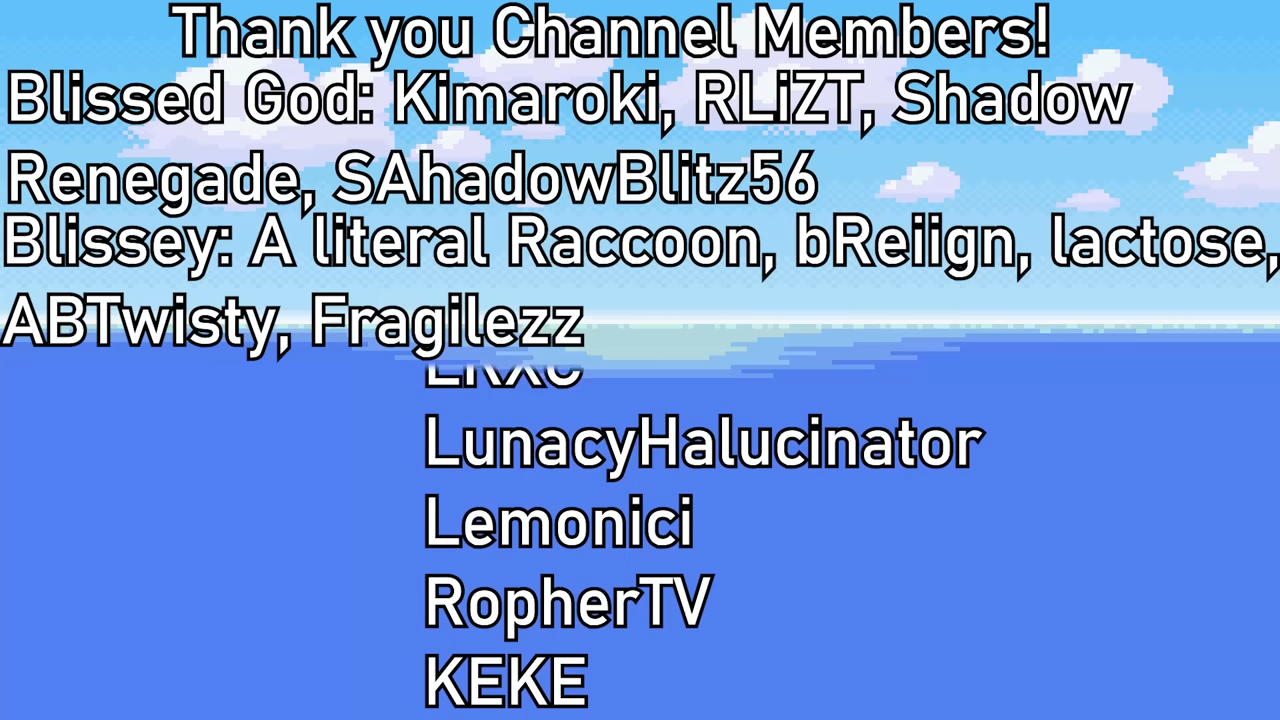 Thank you Channel Members!
Blissed God: Kimaroki, RLiZT, Shadow
Renegade, SAhadowBlitz56
Blissey: A literal Raccoon, bReiign, lactose,
ABTwisty, Fragilezz
LunacyHalucinator
Lemonici
RopherTV
KEKE